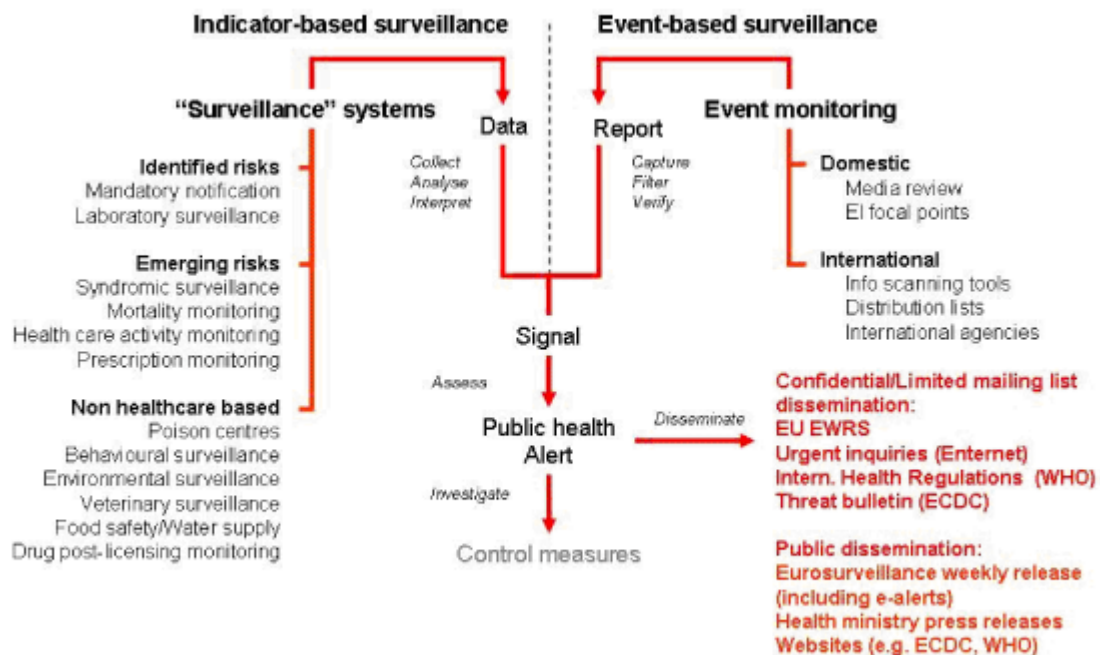 Indicator-based surveillance
Event-based surveillance
“Surveillance” systems
Data
Report
Event monitoring
Collect
Analyse
Interpret
Capture
Filter
Verify
Identified risks
Mandatory notification
Laboratory surveillance
Emerging risks
Syndromic surveillance
Mortality monitoring
Health care activity monitoring
Prescription monitoring
Non healthcare based
Poison centres
Behavioural surveillance
Environmental surveillance
Veterinary surveillance
Food safety/Water supply
Drug post-licensing monitoring
Domestic
Media review
EI focal points
International
Info scanning tools
Distribution lists
International agencies
Signal
Assess
Public health
Alert
Disseminate
Investigate
Control measures
Confidential/Limited mailing list
dissemination:
EU EWRS
Urgent inquiries (Enternet)
Intern. Health Regulations (WHO)
Threat bulletin (ECDC)
Public dissemination:
Eurosurveillance weekly release
(including e-alerts)
Health ministry press releases
Websites (e.g. ECDC, WHO)